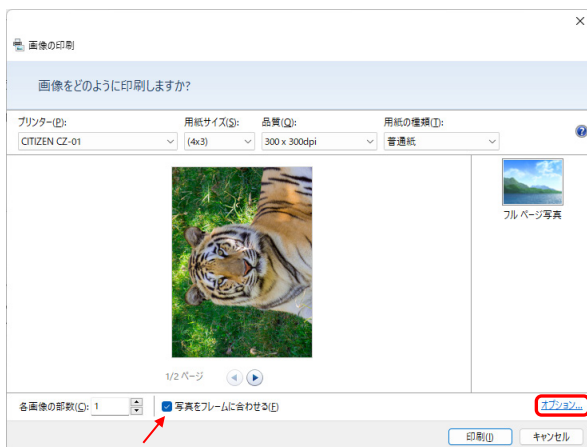 画像の印刷
画像をどのように印刷しますか?
プリンター(P): 用紙サイズ(S): 品質(Q): 用紙の種類(T):
CITIZEN CZ-01 (4x3) 300 x 300dpi 普通紙
フル ページ写真
1/2 ページ
各画像の部数(C): 1 写真をフレームに合わせる(F) オプション...
印刷(I) キャンセル